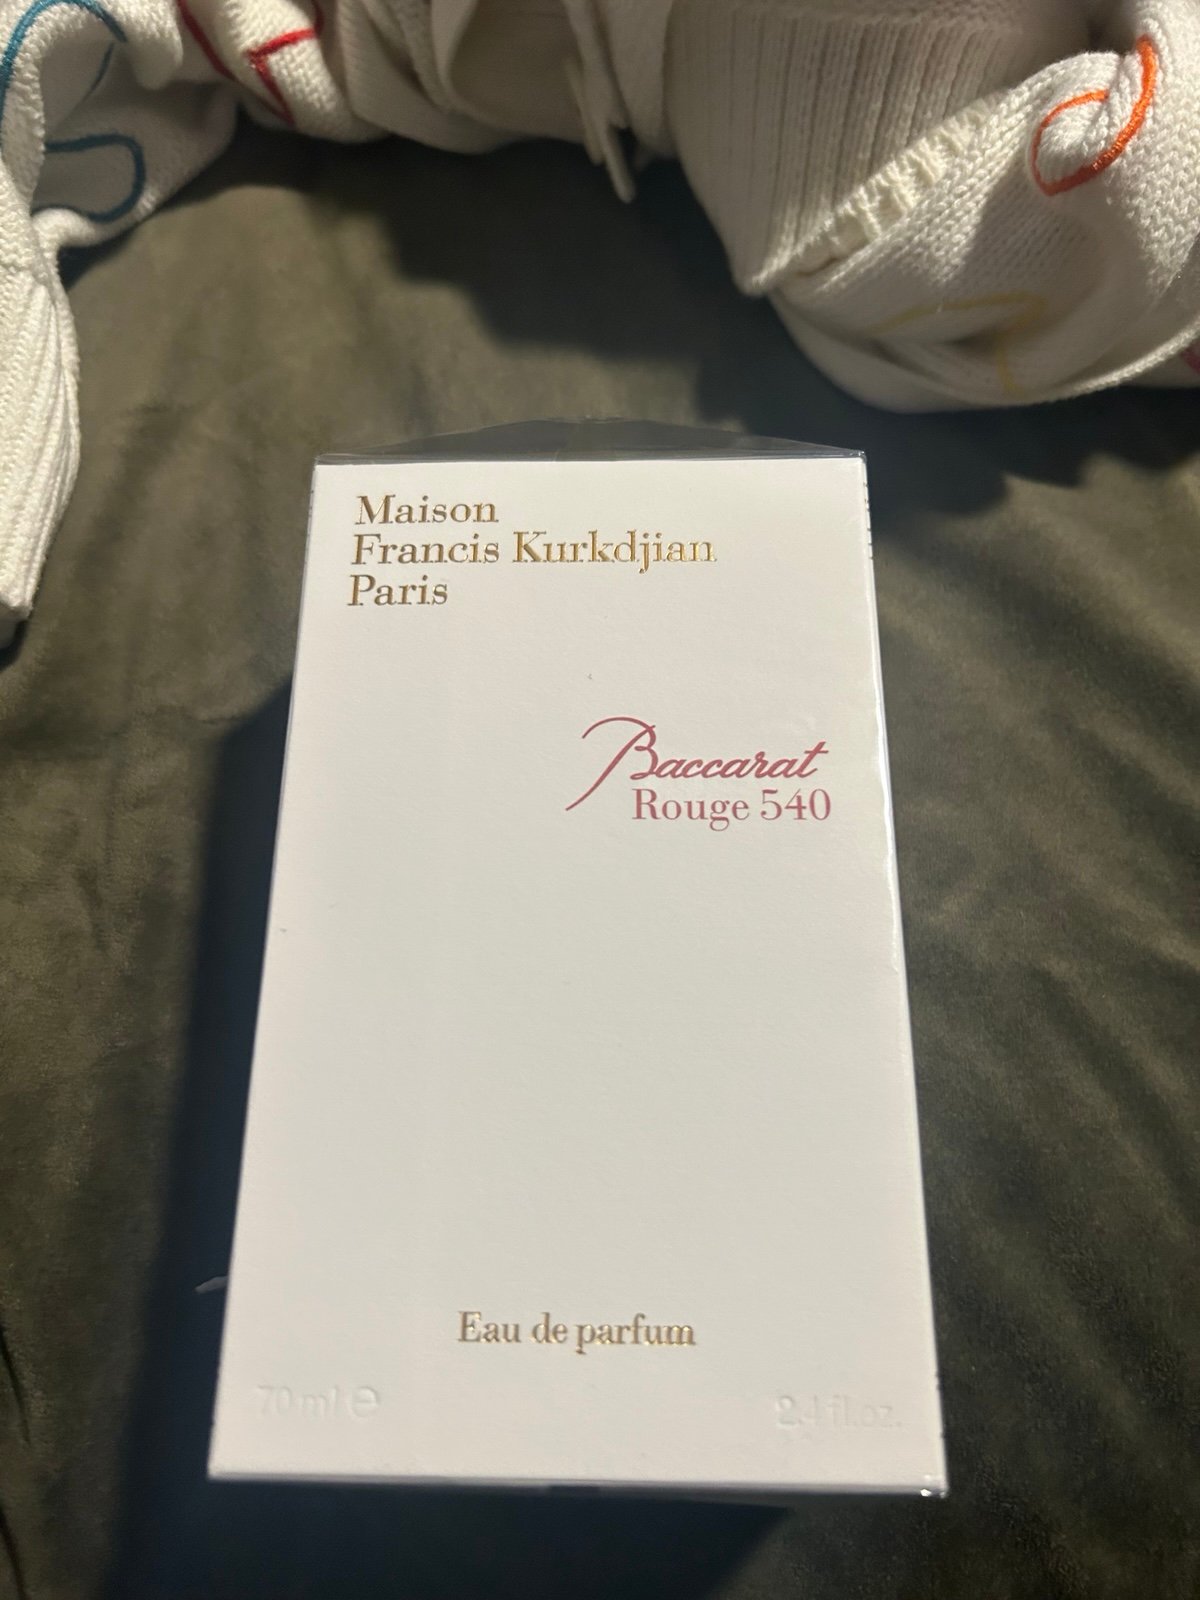 Maison
Francis Kurkdjian
Paris
Baccarat
Rouge 540
Eau de parfum
70 ml ℮
2.4 fl.oz.